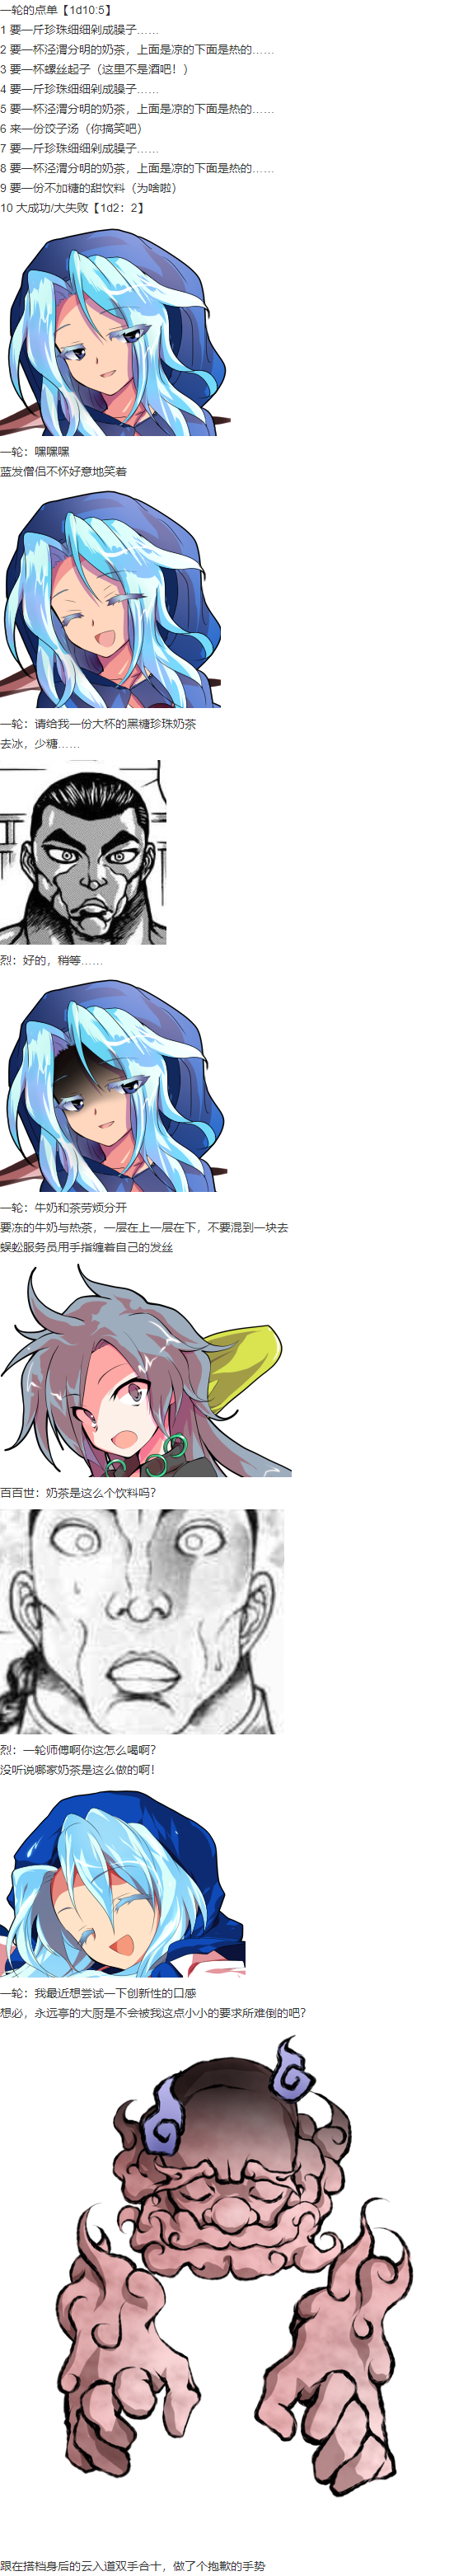 一轮的点单【1d10:5】
1 要一斤珍珠细细剁成臊子……
2 要一杯泾渭分明的奶茶，上面是凉的下面是热的……
3 要一杯螺丝起子（这里不是酒吧！）
4 要一斤珍珠细细剁成臊子……
5 要一杯泾渭分明的奶茶，上面是凉的下面是热的……
6 来一份饺子汤（你搞笑吧）
7 要一斤珍珠细细剁成臊子……
8 要一杯泾渭分明的奶茶，上面是凉的下面是热的……
9 要一份不加糖的甜饮料（为啥啦）
10 大成功/大失败【1d2：2】
一轮：嘿嘿嘿
蓝发僧侣不怀好意地笑着
一轮：请给我一份大杯的黑糖珍珠奶茶
去冰，少糖……
烈：好的，稍等……
一轮：牛奶和茶劳烦分开
要冻的牛奶与热茶，一层在上一层在下，不要混到一块去
蜈蚣服务员用手指缠着自己的发丝
百百世：奶茶是这么个饮料吗？
烈：一轮师傅啊你这怎么喝啊？
没听说哪家奶茶是这么做的啊！
一轮：我最近想尝试一下创新性的口感
想必，永远亭的大厨是不会被我这点小小的要求所难倒的吧？
跟在搭档身后的云入道双手合十，做了个抱歉的手势